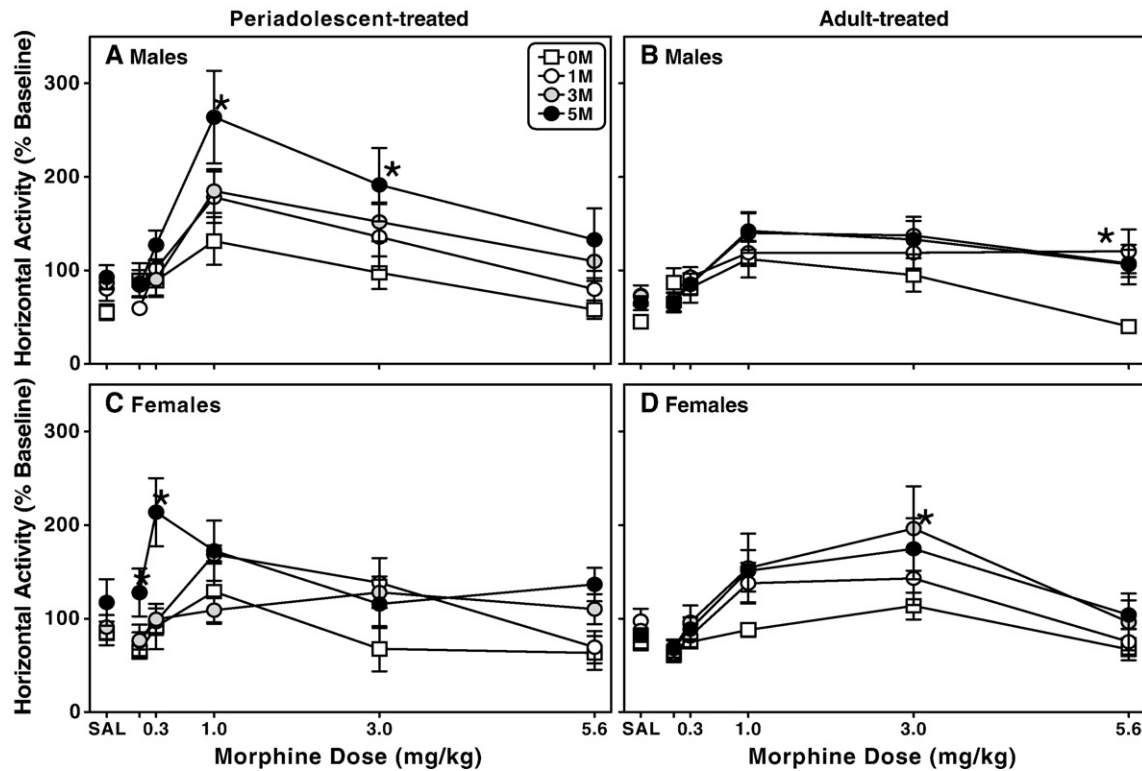 Periadolescent-treated
Adult-treated
A Males
B Males
0M
1M
3M
5M
Horizontal Activity (% Baseline)
300
200
100
0
*
*
*
C Females
D Females
Horizontal Activity (% Baseline)
300
200
100
0
*
*
*
SAL 0.3 1.0 3.0 5.6
SAL 0.3 1.0 3.0 5.6
Morphine Dose (mg/kg)
Morphine Dose (mg/kg)